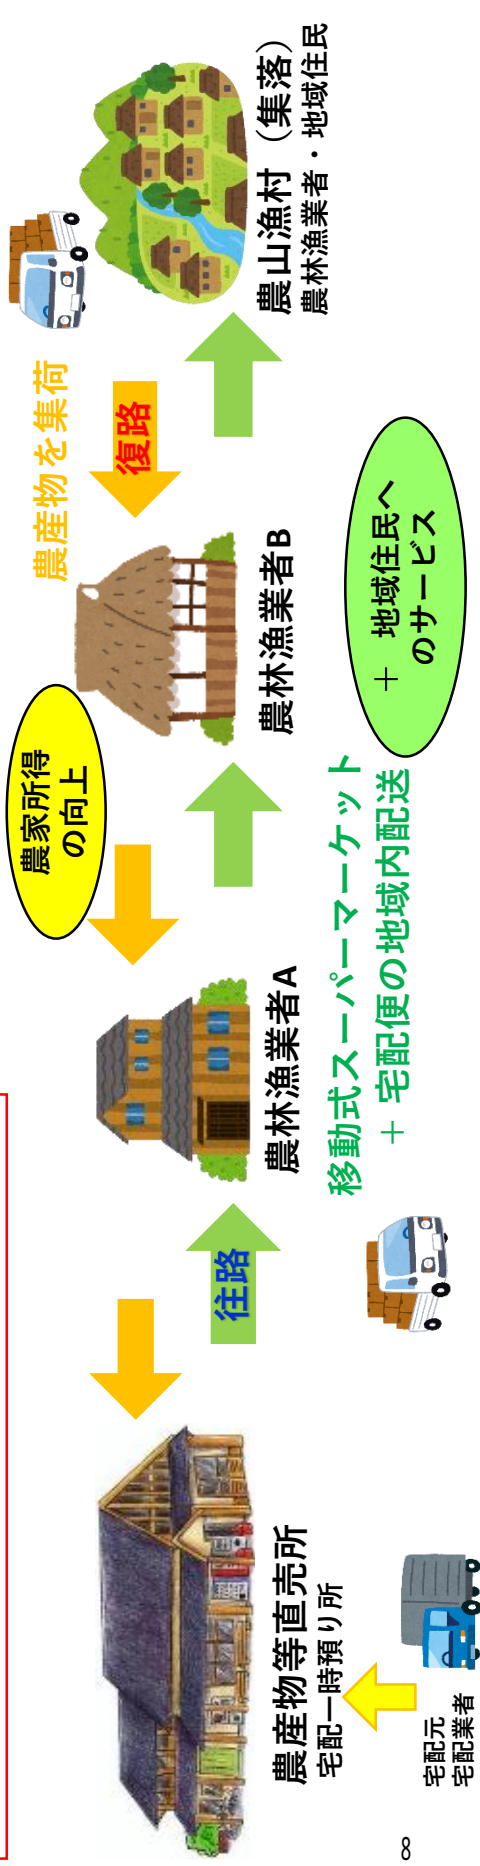 農家所得
の向上
農産物を集荷
復路
往路
農産物等直売所
宅配一時預り所
農林漁業者A
農林漁業者B
農山漁村（集落）
農林漁業者・地域住民
移動式スーパーマーケット
＋ 宅配便の地域内配送
＋ 地域住民へ
のサービス
宅配元
宅配業者
8